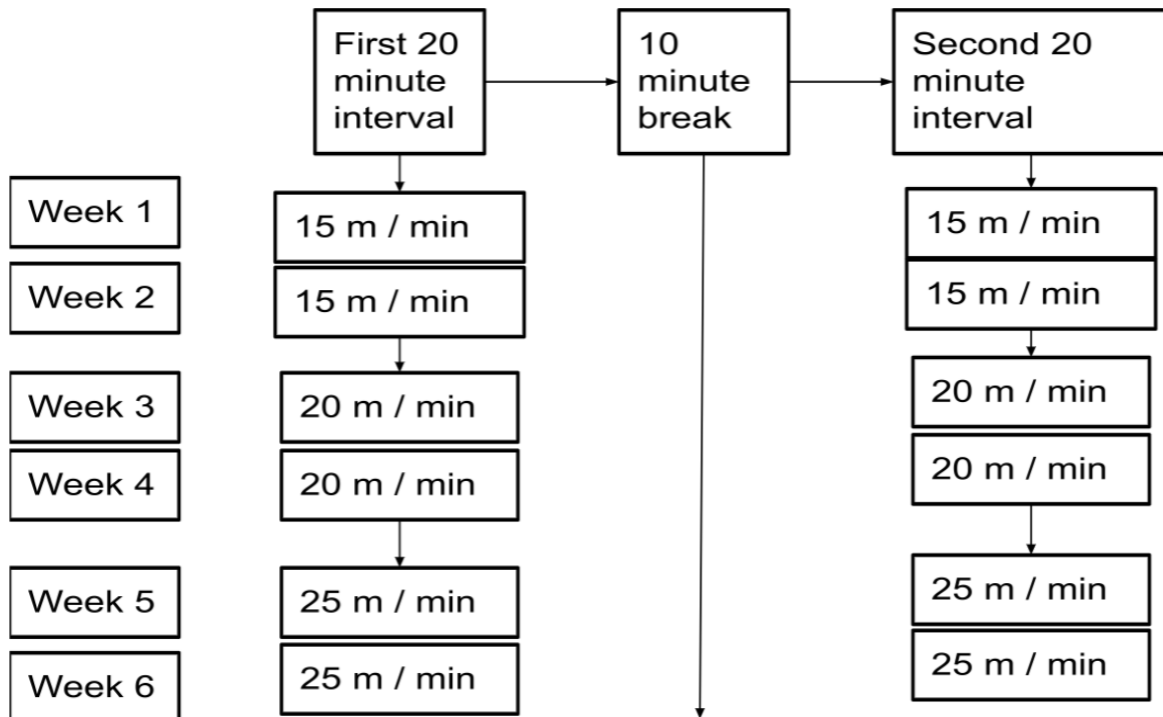 First 20
minute
interval
10
minute
break
Second 20
minute
interval
Week 1
15 m / min
15 m / min
Week 2
15 m / min
15 m / min
Week 3
20 m / min
20 m / min
Week 4
20 m / min
20 m / min
Week 5
25 m / min
25 m / min
Week 6
25 m / min
25 m / min